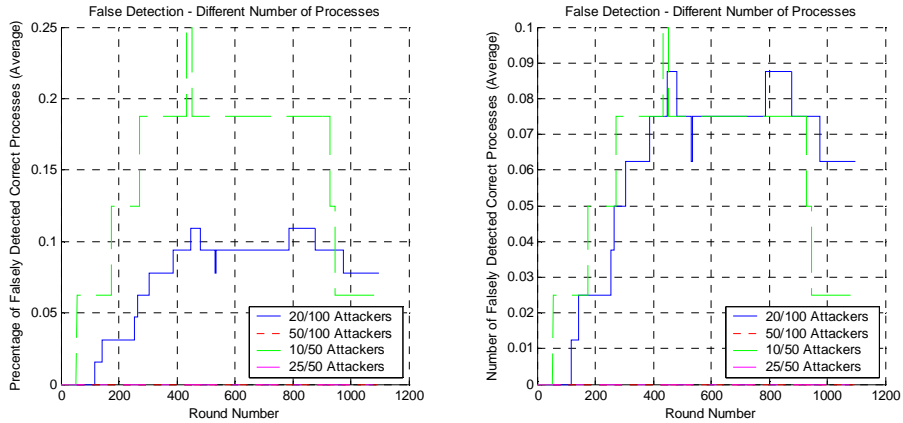 False Detection - Different Number of Processes
Precentage of Falsely Detected Correct Processes (Average)
0.25
0.2
0.15
0.1
0.05
0
0
200
400
600
800
1000
1200
Round Number
20/100 Attackers
50/100 Attackers
10/50 Attackers
25/50 Attackers
False Detection - Different Number of Processes
Number of Falsely Detected Correct Processes (Average)
0.1
0.09
0.08
0.07
0.06
0.05
0.04
0.03
0.02
0.01
0
0
200
400
600
800
1000
1200
Round Number
20/100 Attackers
50/100 Attackers
10/50 Attackers
25/50 Attackers